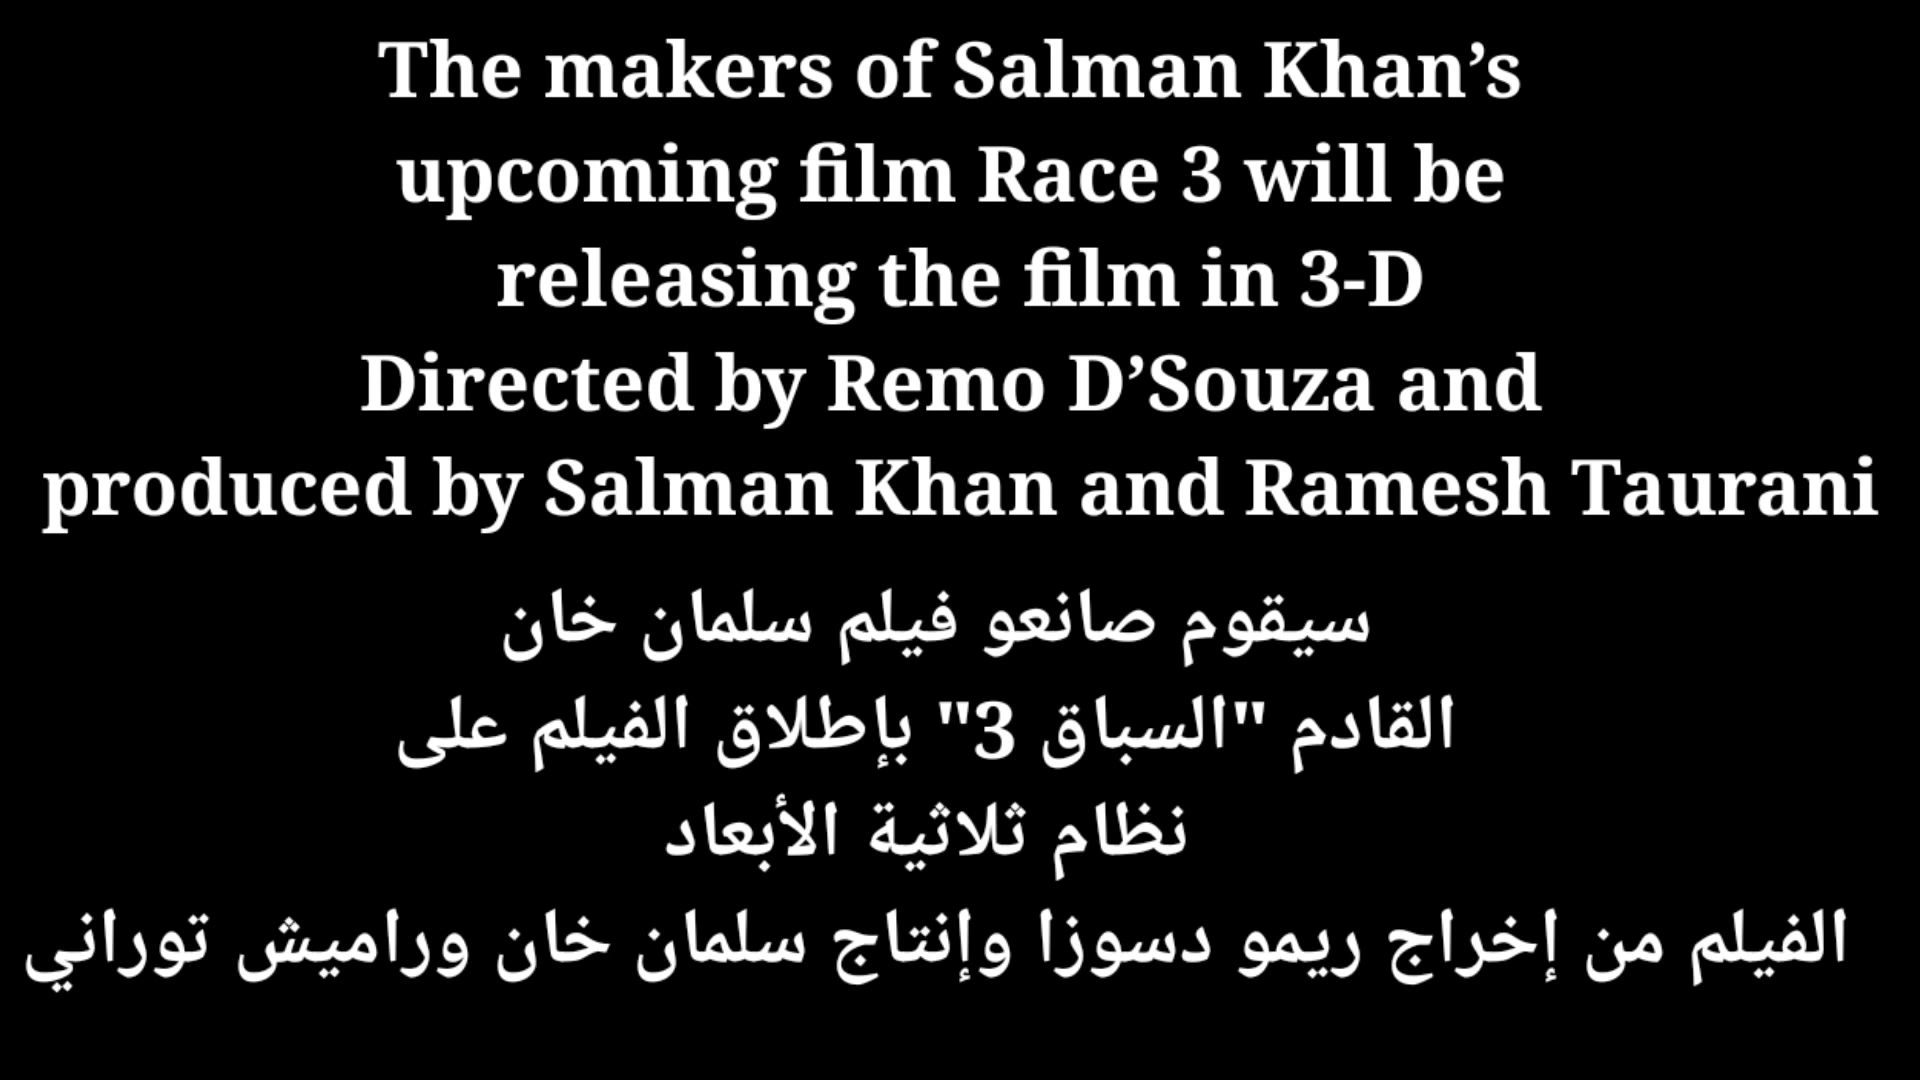 The makers of Salman Khan’s
upcoming film Race 3 will be
releasing the film in 3-D
Directed by Remo D’Souza and
produced by Salman Khan and Ramesh Taurani
سيقوم صانعو فيلم سلمان خان
القادم "السباق 3" بإطلاق الفيلم على
نظام ثلاثية الأبعاد
الفيلم من إخراج ريمو دسوزا وإنتاج سلمان خان وراميش توراني